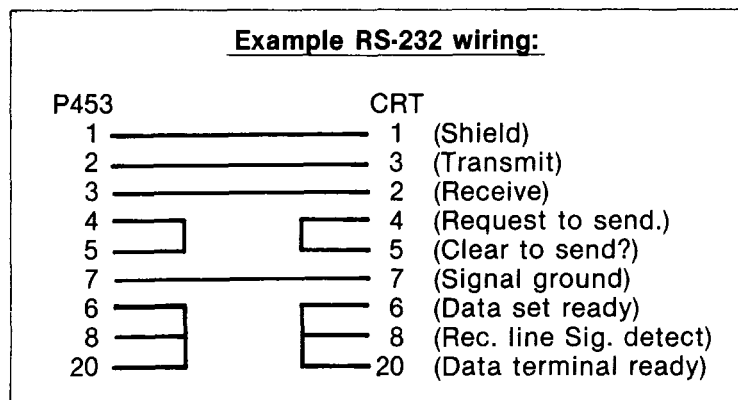 Example RS-232 wiring:
P453 CRT
1 1 (Shield)
2 3 (Transmit)
3 2 (Receive)
4 4 (Request to send.)
5 5 (Clear to send?)
7 7 (Signal ground)
6 6 (Data set ready)
8 8 (Rec. line Sig. detect)
20 20 (Data terminal ready)